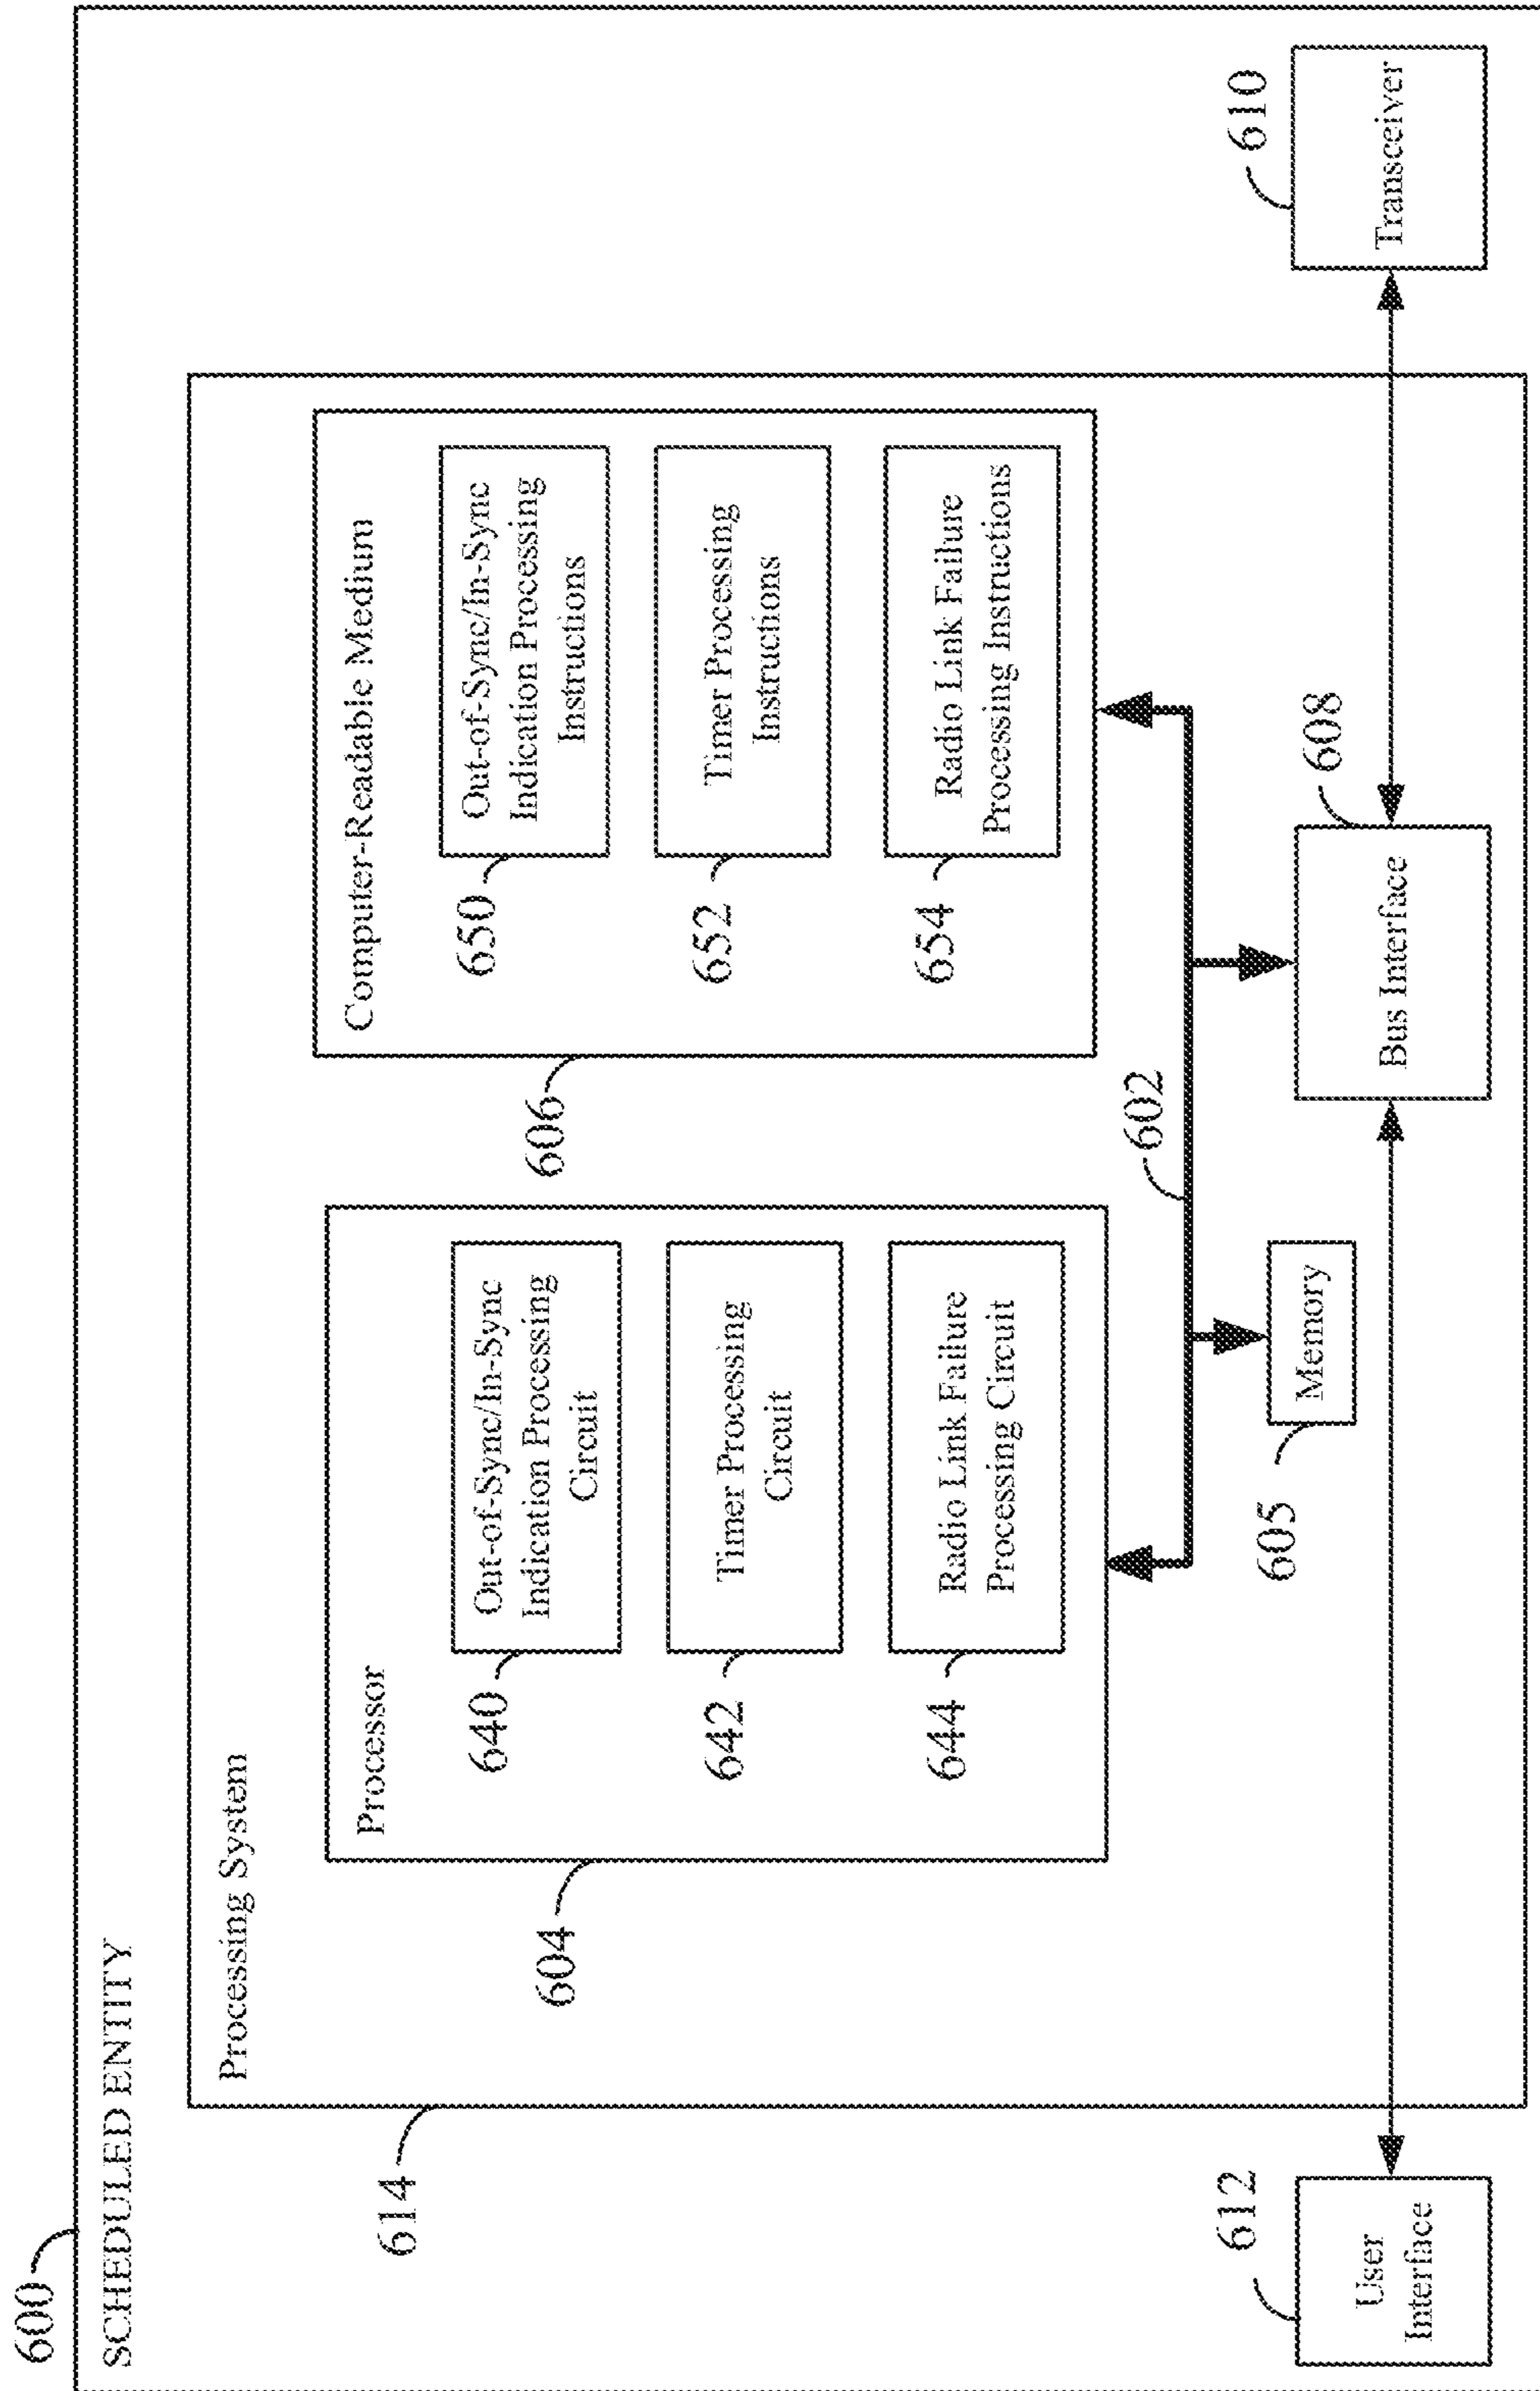 600
SCHEDULED ENTITY
Processing System
614
Processor
604
Out-of-Sync/In-Sync
Indication Processing
Circuit
640
Timer Processing
Circuit
642
Radio Link Failure
Processing Circuit
644
Computer-Readable Medium
606
Out-of-Sync/In-Sync
Indication Processing
Instructions
650
Timer Processing
Instructions
652
Radio Link Failure
Processing Instructions
654
602
Memory
605
Bus Interface
608
User
Interface
612
Transceiver
610